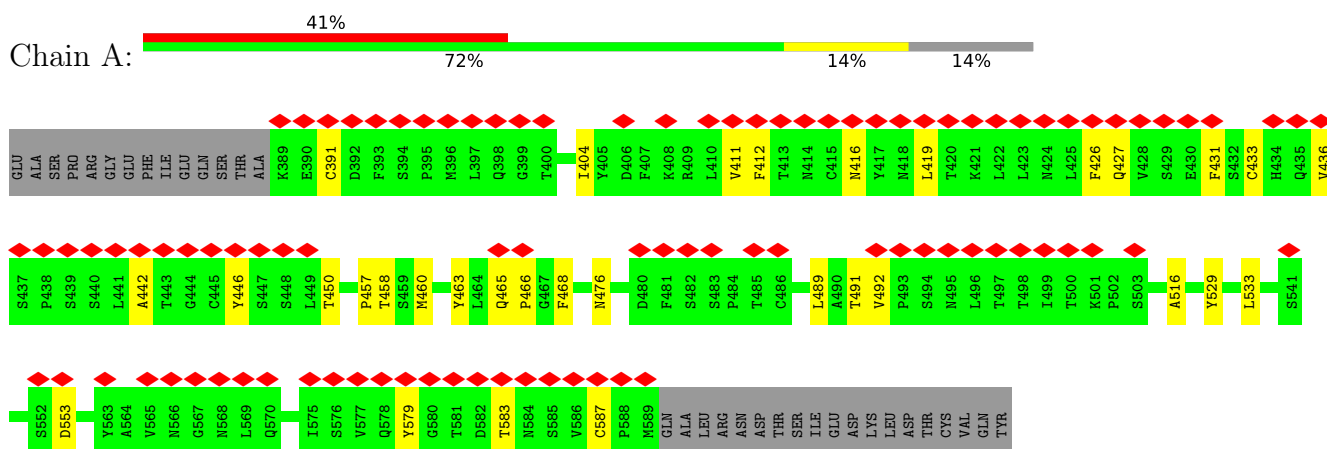 41%
Chain A:
72% 14% 14%
GLU ALA SER PRO ARG GLY GLU PHE ILE GLU GLN SER THR ALA K389 E390 C391 D392 F393 S394 P395 M396 L397 Q398 G399 T400 I404 Y405 D406 F407 K408 R409 L410 V411 F412 T413 N414 C415 N416 Y417 N418 L419 T420 K421 L422 L423 N424 L425 F426 Q427 V428 S429 E430 F431 S432 C433 H434 Q435 V436
S437 P438 S439 S440 L441 A442 T443 G444 C445 Y446 S447 S448 L449 T450 P457 T458 S459 M460 Y463 L464 Q465 P466 G467 F468 N476 D480 F481 S482 S483 P484 T485 C486 L489 A490 T491 V492 P493 S494 N495 L496 T497 T498 I499 T500 K501 P502 S503 A516 Y529 L533 S541
S552 D553 Y563 A564 V565 N566 G567 N568 L569 Q570 I575 S576 V577 Q578 Y579 G580 T581 D582 T583 N584 S585 V586 C587 P588 M589 GLN ALA LEU ARG ASN ASP THR SER ILE GLU ASP LYS LEU ASP THR CYS VAL GLN TYR